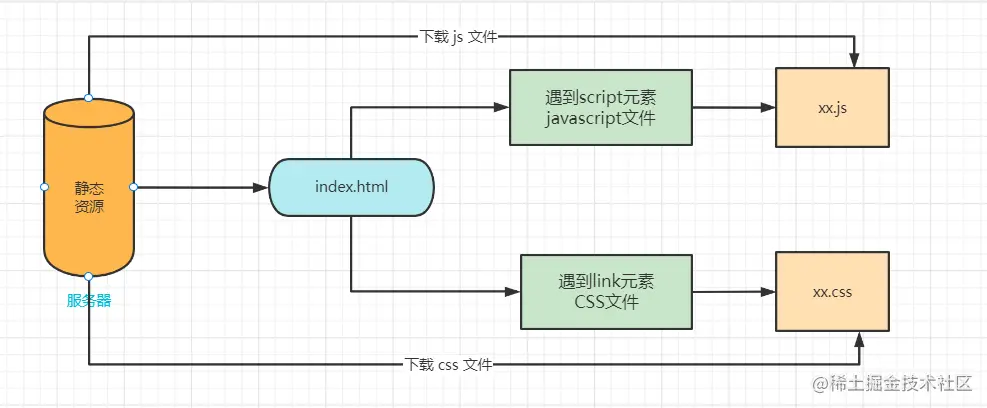 下载 js 文件
遇到script元素
javascript文件
xx.js
静态
资源
index.html
遇到link元素
CSS文件
xx.css
服务器
下载 css 文件
@稀土掘金技术社区